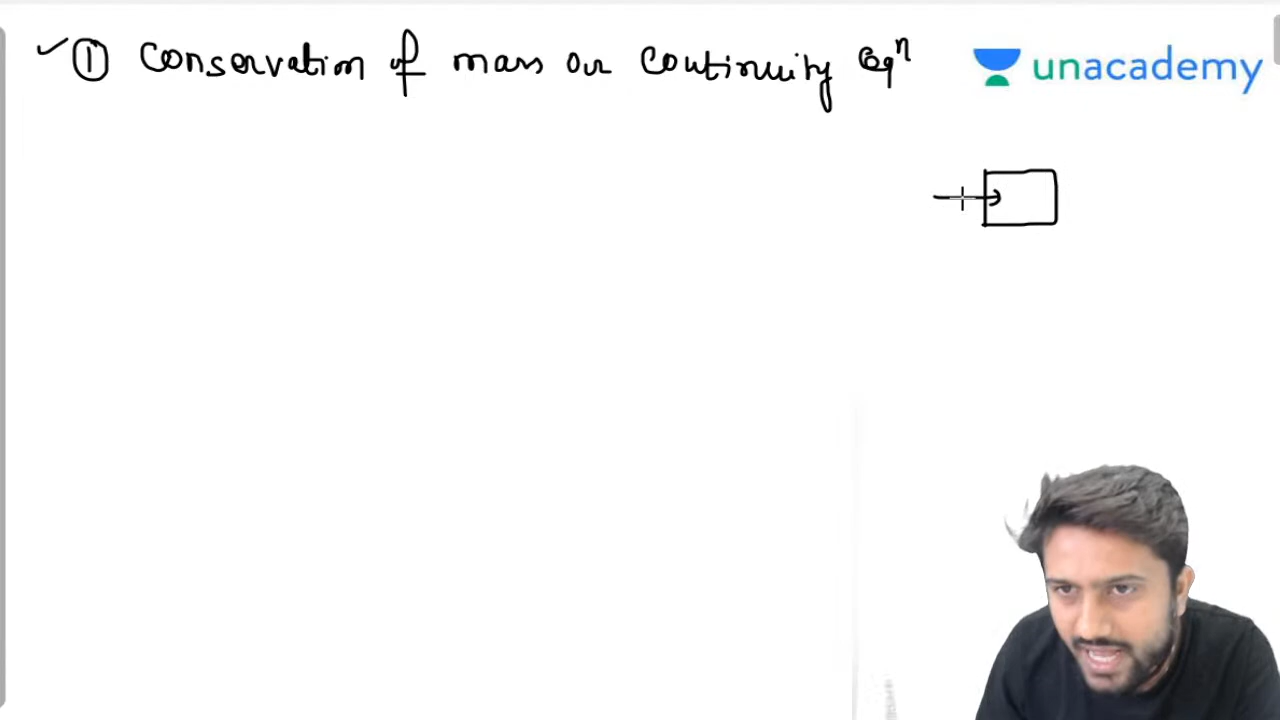 ① Conservation of mass or continuity Eqⁿ
unacademy